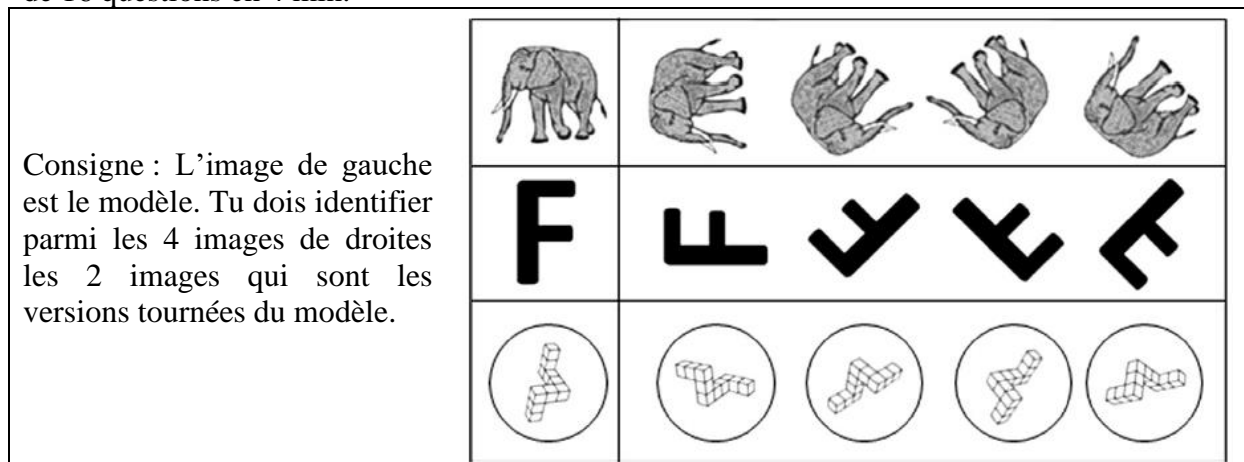 Consigne : L’image de gauche
est le modèle. Tu dois identifier
parmi les 4 images de droites
les 2 images qui sont les
versions tournées du modèle.
F